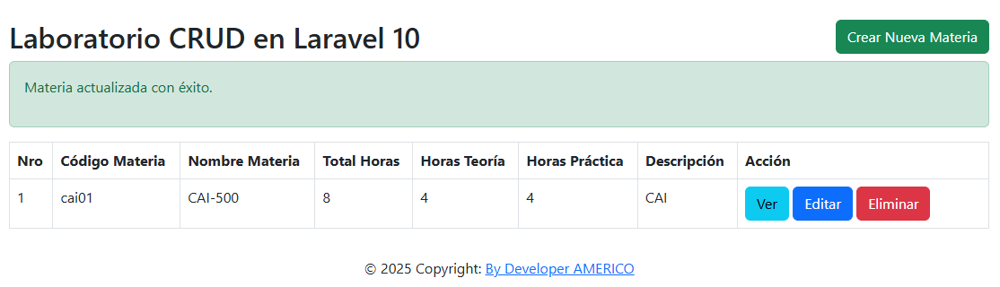 Laboratorio CRUD en Laravel 10
Crear Nueva Materia
Materia actualizada con éxito.
Nro Código Materia Nombre Materia Total Horas Horas Teoría Horas Práctica Descripción Acción
1 cai01 CAI-500 8 4 4 CAI Ver Editar Eliminar
© 2025 Copyright: By Developer AMERICO